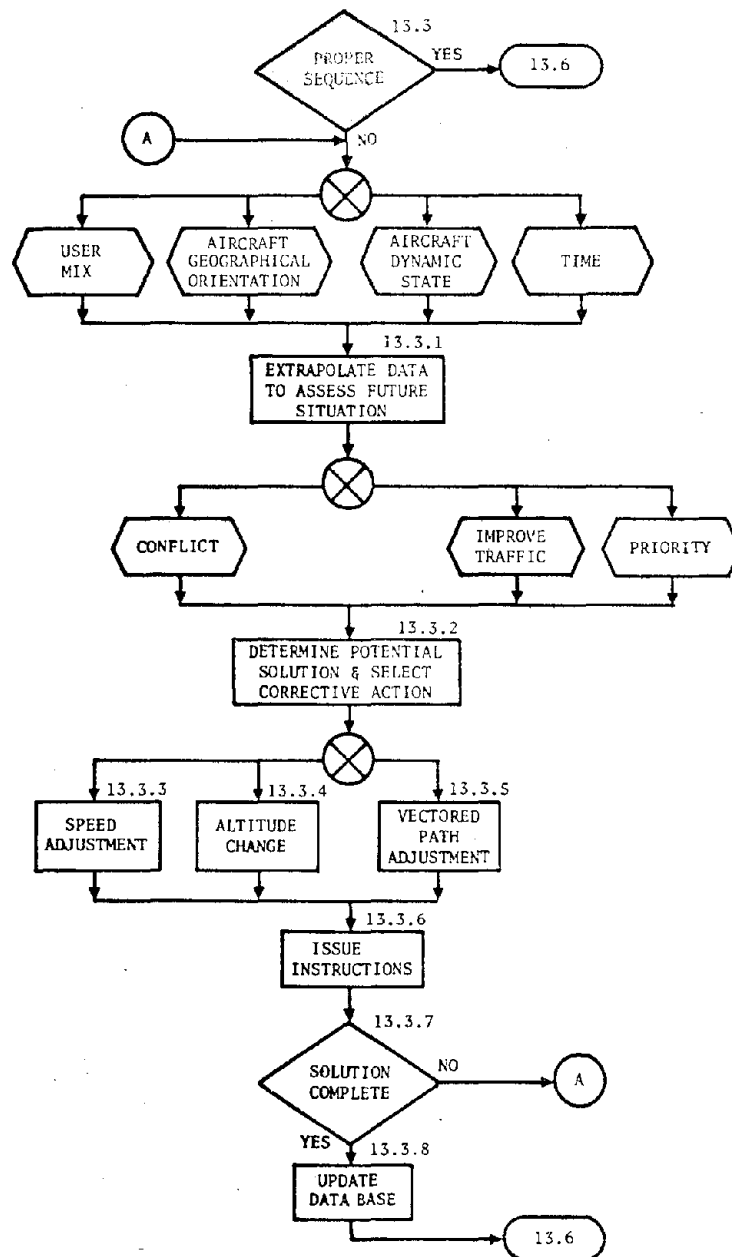 13.3
PROPER
SEQUENCE
YES
13.6
A
NO
USER
MIX
AIRCRAFT
GEOGRAPHICAL
ORIENTATION
AIRCRAFT
DYNAMIC
STATE
TIME
13.3.1
EXTRAPOLATE DATA
TO ASSESS FUTURE
SITUATION
CONFLICT
IMPROVE
TRAFFIC
PRIORITY
13.3.2
DETERMINE POTENTIAL
SOLUTION & SELECT
CORRECTIVE ACTION
13.3.3
SPEED
ADJUSTMENT
13.3.4
ALTITUDE
CHANGE
13.3.5
VECTORED
PATH
ADJUSTMENT
13.3.6
ISSUE
INSTRUCTIONS
13.3.7
SOLUTION
COMPLETE
NO
A
YES
13.3.8
UPDATE
DATA BASE
13.6